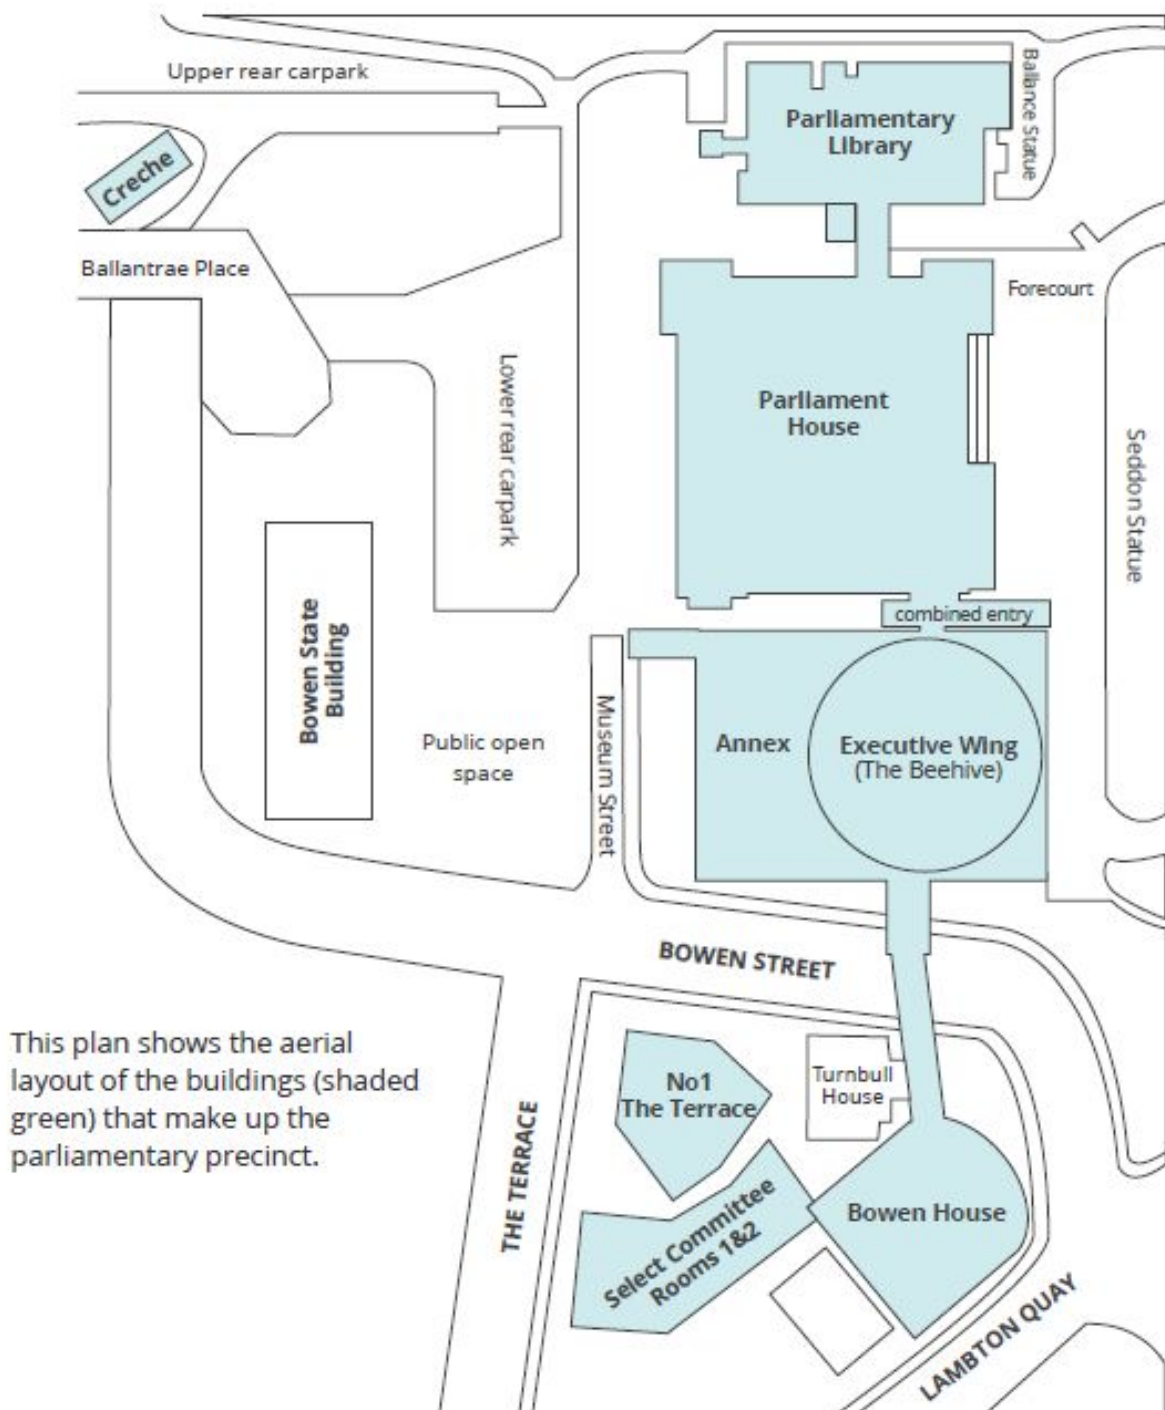 Upper rear carpark
Ballance Statue
Parliamentary
Library
Creche
Ballantrae Place
Forecourt
Lower rear carpark
Parliament
House
Seddon Statue
Bowen State
Building
combined entry
Museum Street
Public open
space
Annex
Executive Wing
(The Beehive)
BOWEN STREET
This plan shows the aerial
layout of the buildings (shaded
green) that make up the
parliamentary precinct.
No1
The Terrace
Turnbull
House
THE TERRACE
Select Committee
Rooms 1&2
Bowen House
LAMBTON QUAY